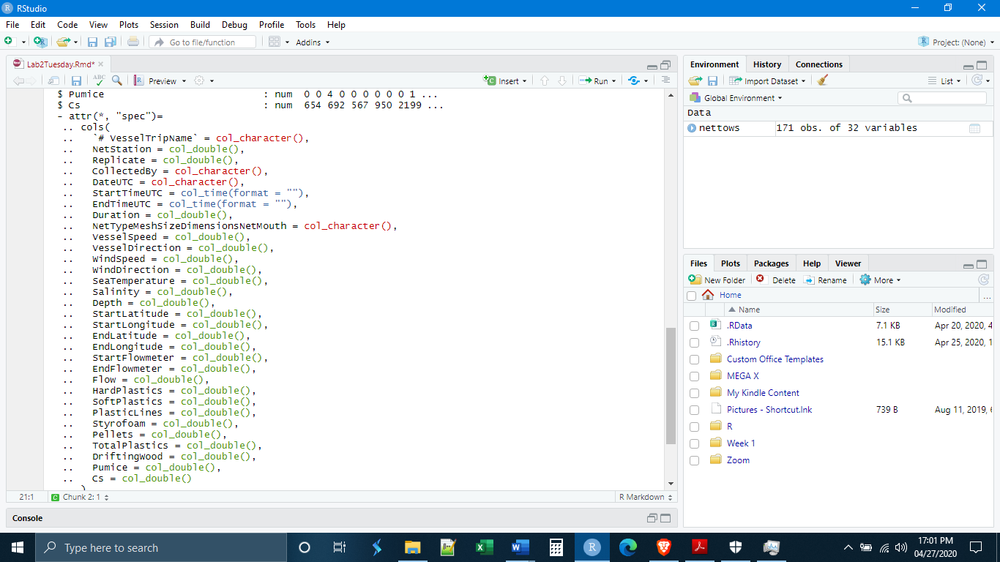 RStudio
File Edit Code View Plots Session Build Debug Profile Tools Help
Go to file/function Addins Project: (None)
Lab2Tuesday.Rmd*
ABC Preview Insert Run
$ Pumice : num 0 0 4 0 0 0 0 0 0 1 ...
$ Cs : num 654 692 567 950 2199 ...
- attr(*, "spec")=
.. cols(
.. `# VesselTripName` = col_character(),
.. NetStation = col_double(),
.. Replicate = col_double(),
.. CollectedBy = col_character(),
.. DateUTC = col_character(),
.. StartTimeUTC = col_time(format = ""),
.. EndTimeUTC = col_time(format = ""),
.. Duration = col_double(),
.. NetTypeMeshSizeDimensionsNetMouth = col_character(),
.. VesselSpeed = col_double(),
.. VesselDirection = col_double(),
.. WindSpeed = col_double(),
.. WindDirection = col_double(),
.. SeaTemperature = col_double(),
.. Salinity = col_double(),
.. Depth = col_double(),
.. StartLatitude = col_double(),
.. StartLongitude = col_double(),
.. EndLatitude = col_double(),
.. EndLongitude = col_double(),
.. StartFlowmeter = col_double(),
.. EndFlowmeter = col_double(),
.. Flow = col_double(),
.. HardPlastics = col_double(),
.. SoftPlastics = col_double(),
.. PlasticLines = col_double(),
.. Styrofoam = col_double(),
.. Pellets = col_double(),
.. TotalPlastics = col_double(),
.. DriftingWood = col_double(),
.. Pumice = col_double(),
.. Cs = col_double()
21:1 Chunk 2: 1 R Markdown
Console
Environment History Connections
Import Dataset List
Global Environment
Data
nettows 171 obs. of 32 variables
Files Plots Packages Help Viewer
New Folder Delete Rename More
Home ...
Name Size Modified
.RData 7.1 KB Apr 20, 2020, 4
.Rhistory 15.1 KB Apr 25, 2020, 1
Custom Office Templates
MEGA X
My Kindle Content
Pictures - Shortcut.lnk 739 B Aug 11, 2019, 6
R
Week 1
Zoom
Type here to search
17:01 PM
04/27/2020